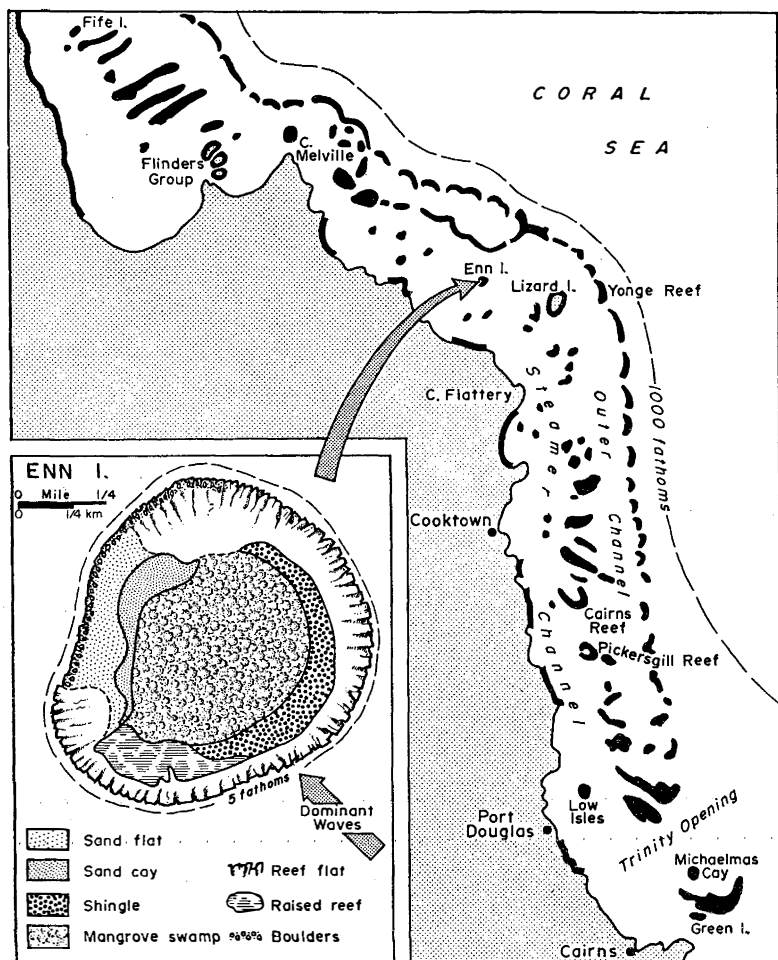 Fife I.
CORAL
SEA
C.
Melville
Flinders
Group
Enn I.
Lizard I.
Yonge Reef
C. Flattery
Steamer Channel
Outer Channel
1000 fathoms
Cooktown
Cairns
Reef
Pickersgill Reef
Low
Isles
Port
Douglas
Trinity Opening
Michaelmas
Cay
Green I.
Cairns
ENN I.
0 Mile 1/4
0 1/4 km
5 fathoms
Dominant
Waves
Sand flat
Sand cay
Reef flat
Shingle
Raised reef
Mangrove swamp
Boulders